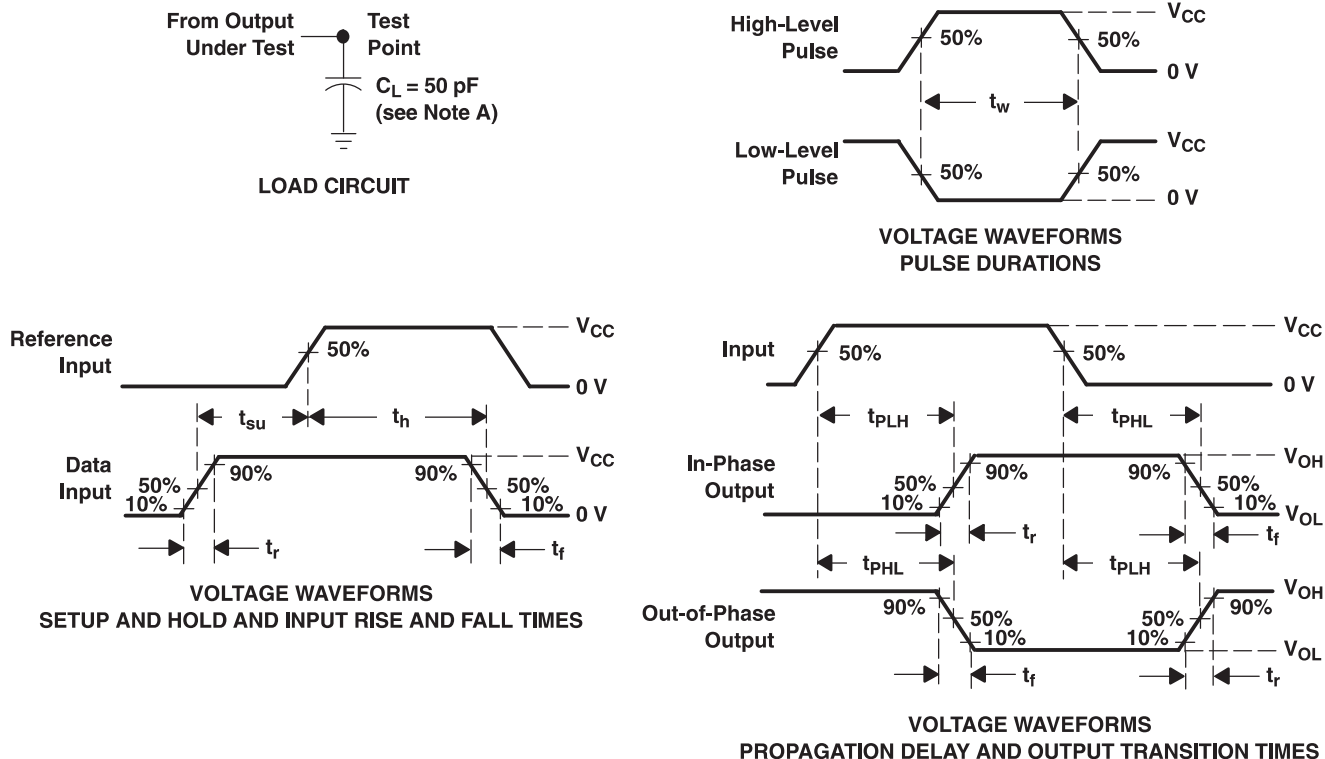 From Output
Under Test
Test
Point
C_L = 50 pF
(see Note A)
LOAD CIRCUIT
High-Level
Pulse
50%
50%
V_CC
0 V
t_w
Low-Level
Pulse
50%
50%
V_CC
0 V
VOLTAGE WAVEFORMS
PULSE DURATIONS
Reference
Input
50%
V_CC
0 V
t_su
t_h
Data
Input
50%
10%
90%
90%
50%
10%
V_CC
0 V
t_r
t_f
VOLTAGE WAVEFORMS
SETUP AND HOLD AND INPUT RISE AND FALL TIMES
Input
50%
50%
V_CC
0 V
t_PLH
t_PHL
In-Phase
Output
50%
10%
90%
90%
50%
10%
V_OH
V_OL
t_r
t_f
t_PHL
t_PLH
Out-of-Phase
Output
90%
50%
10%
50%
10%
90%
V_OH
V_OL
t_f
t_r
VOLTAGE WAVEFORMS
PROPAGATION DELAY AND OUTPUT TRANSITION TIMES